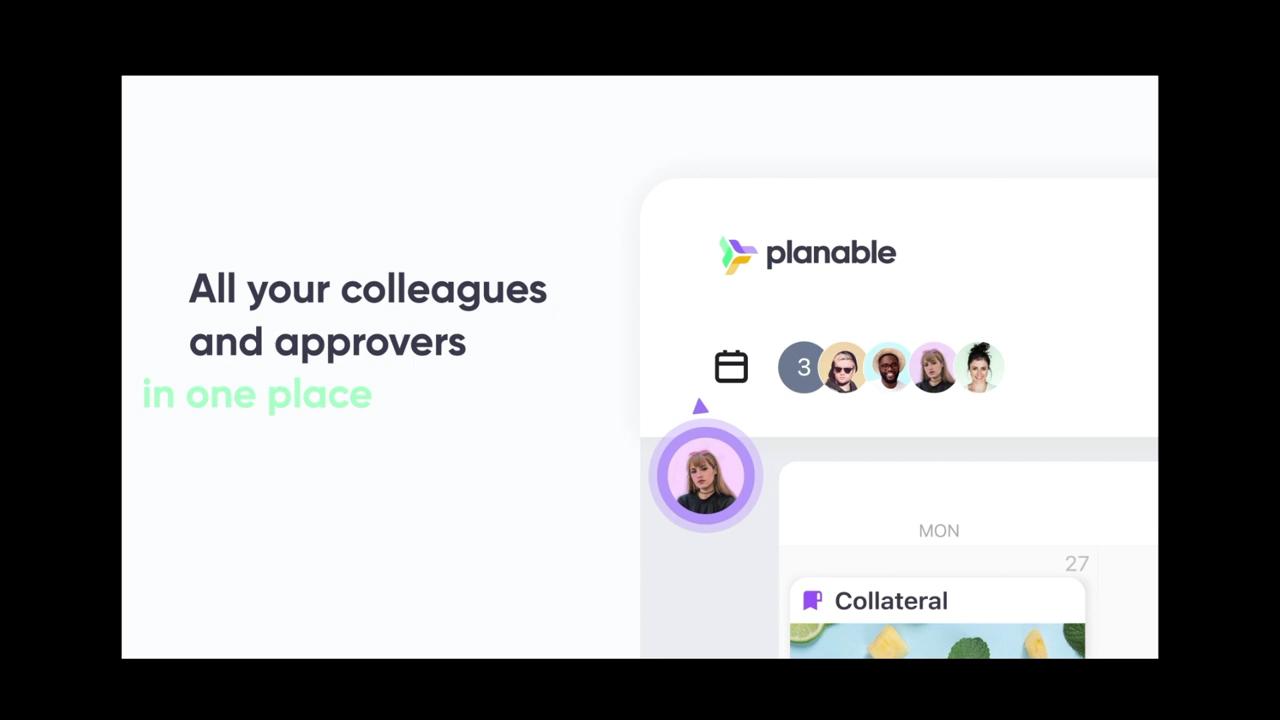 All your colleagues
and approvers
in one place
planable
3
MON
27
Collateral